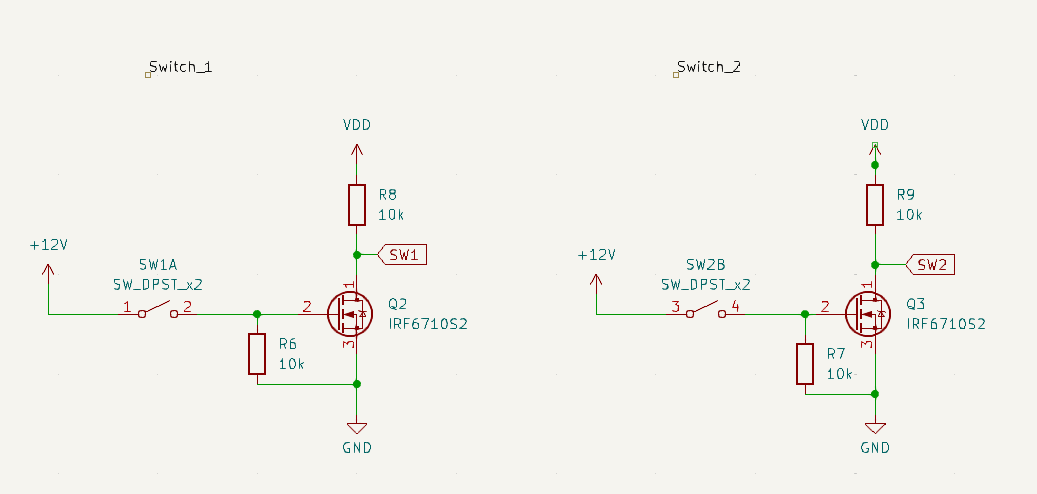 Switch_1
Switch_2
VDD
VDD
R8
10k
R9
10k
+12V
SW1
+12V
SW2
SW1A
SW_DPST_x2
SW2B
SW_DPST_x2
1
1
1 2
2
Q2
IRF6710S2
3 4
2
Q3
IRF6710S2
3
3
R6
10k
R7
10k
GND
GND